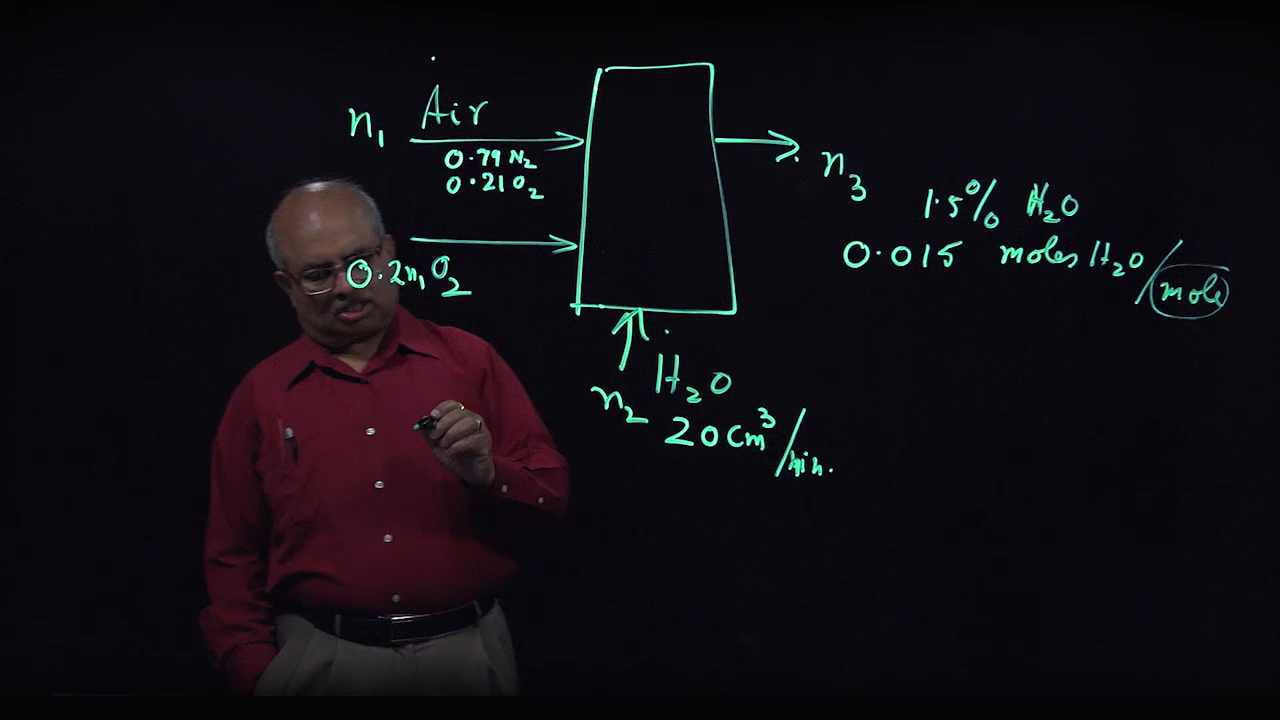 n₁ Air
0.79 N₂
0.21 O₂
0.2n₁ O₂
n₃
1.5% H₂O
0.015 moles H₂O/mole
H₂O
n₂
20 cm³/min.